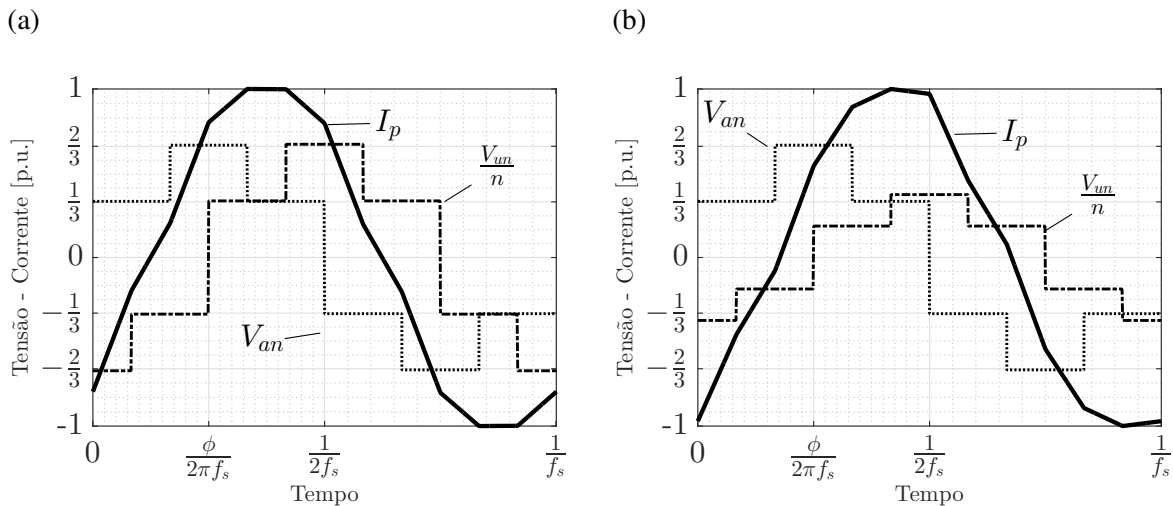 (a)
(b)
Tensão - Corrente [p.u.]
1
2/3
1/3
0
−1/3
−2/3
-1
I_p
V_un/n
V_an
0
φ/2πf_s
1/2f_s
1/f_s
Tempo
Tensão - Corrente [p.u.]
1
2/3
1/3
0
−1/3
−2/3
-1
V_an
I_p
V_un/n
0
φ/2πf_s
1/2f_s
1/f_s
Tempo